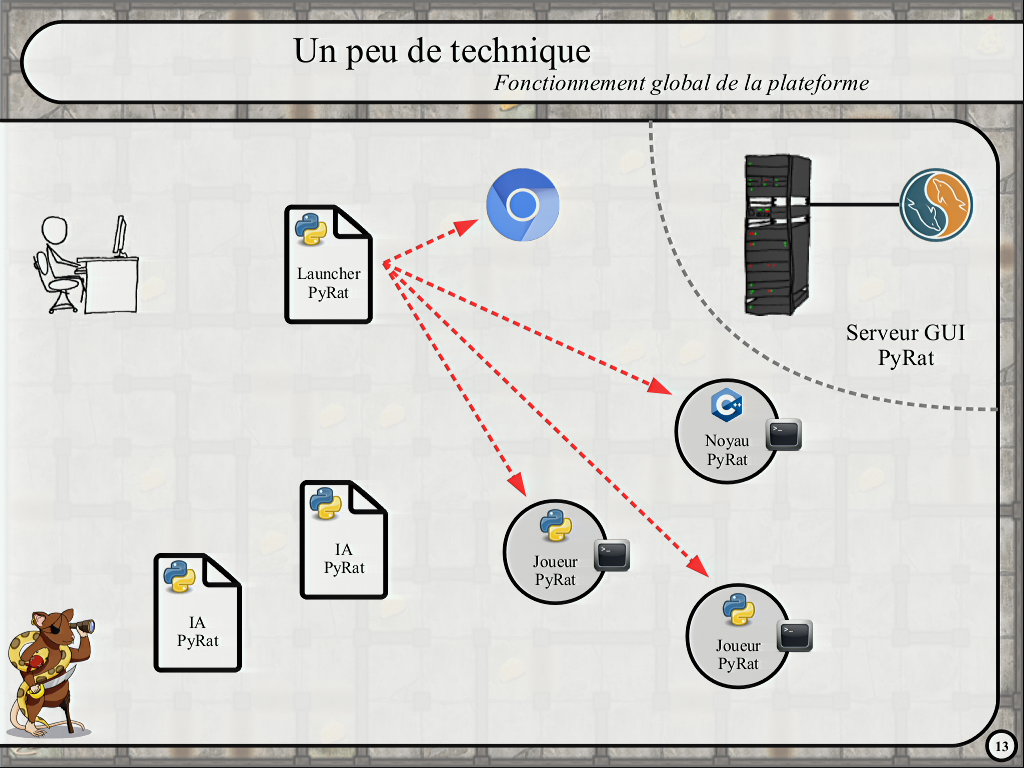 Un peu de technique
Fonctionnement global de la plateforme
Launcher
PyRat
Serveur GUI
PyRat
C++
Noyau
PyRat
>_
IA
PyRat
Joueur
PyRat
>_
IA
PyRat
Joueur
PyRat
>_
13